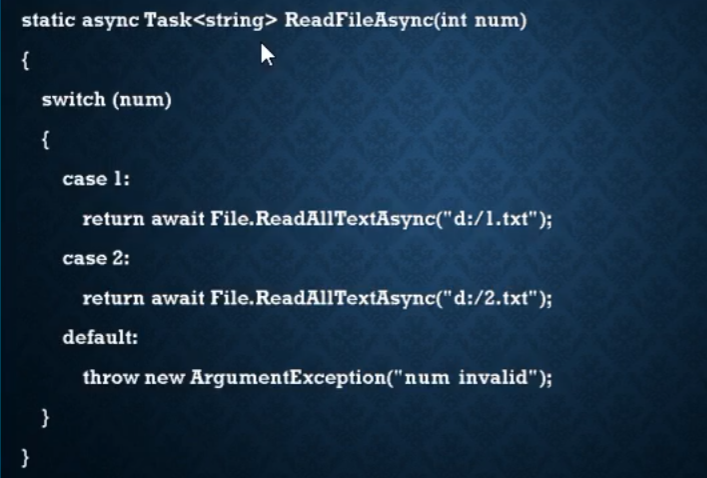 static async Task<string> ReadFileAsync(int num)
{
switch (num)
{
case 1:
return await File.ReadAllTextAsync("d:/1.txt");
case 2:
return await File.ReadAllTextAsync("d:/2.txt");
default:
throw new ArgumentException("num invalid");
}
}